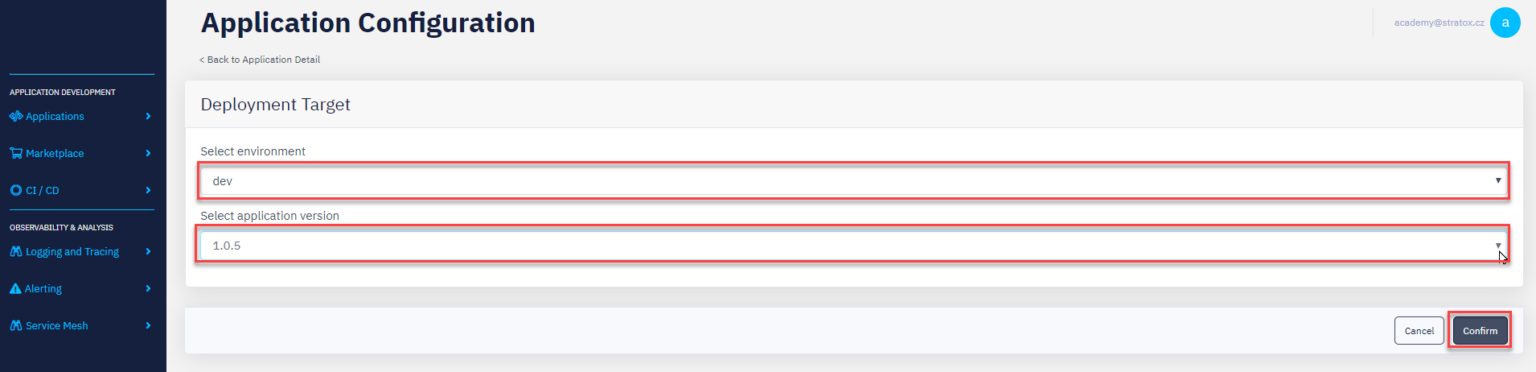 Application Configuration
academy@stratox.cz
a
< Back to Application Detail
APPLICATION DEVELOPMENT
Applications
Marketplace
CI / CD
OBSERVABILITY & ANALYSIS
Logging and Tracing
Alerting
Service Mesh
Deployment Target
Select environment
dev
Select application version
1.0.5
Cancel
Confirm